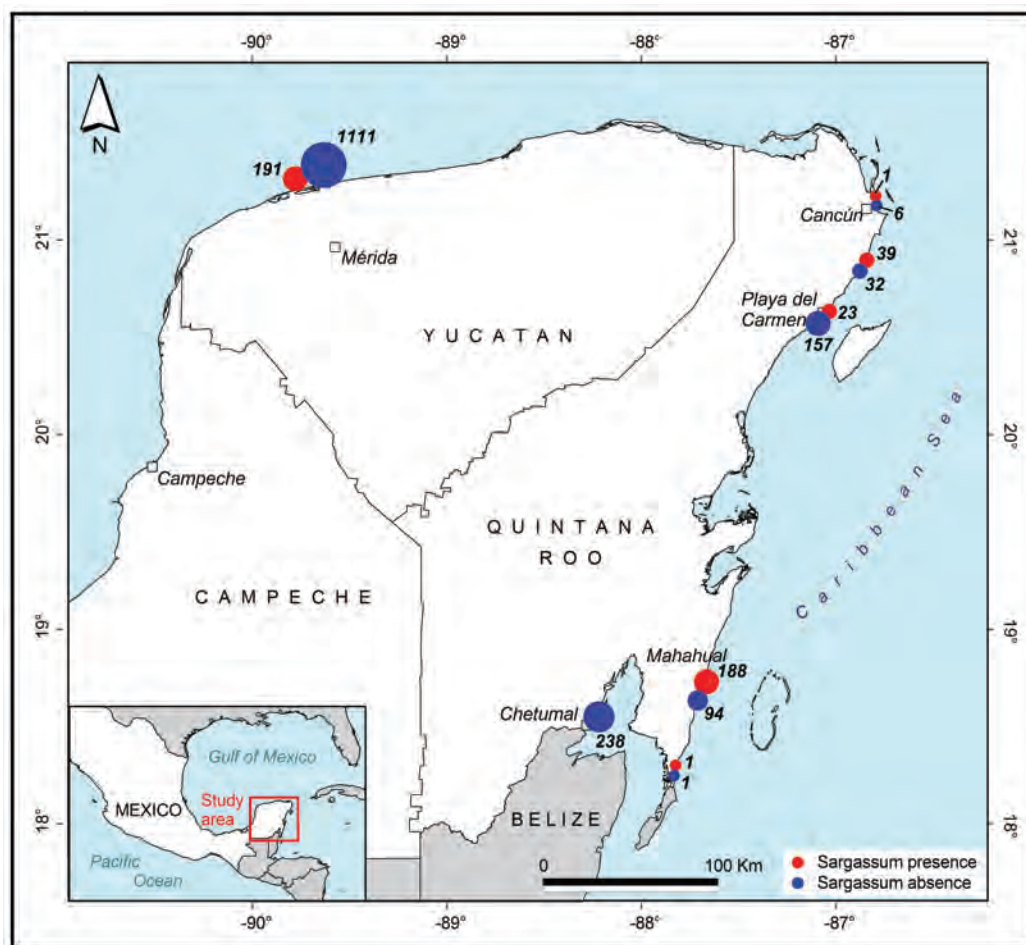 -90°
-89°
-88°
-87°
N
1111
191
1
Cancún
6
21°
21°
Mérida
39
32
Playa del
Carmen
23
157
YUCATAN
20°
20°
Campeche
QUINTANA
ROO
Caribbean Sea
CAMPECHE
19°
19°
Mahahual
188
94
Chetumal
238
1
1
Gulf of Mexico
MEXICO
Study
area
Pacific
Ocean
BELIZE
18°
18°
0
100 Km
Sargassum presence
Sargassum absence
-90°
-89°
-88°
-87°